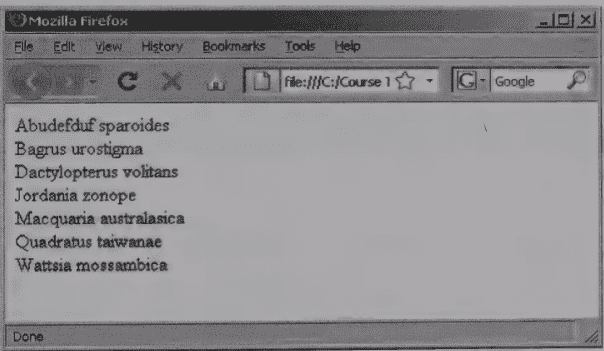 Mozilla Firefox
File Edit View History Bookmarks Tools Help
file:///C:/Course 1 G Google
Abudefduf sparoides
Bagrus urostigma
Dactylopterus volitans
Jordania zonope
Macquaria australasica
Quadratus taiwanae
Wattsia mossambica
Done